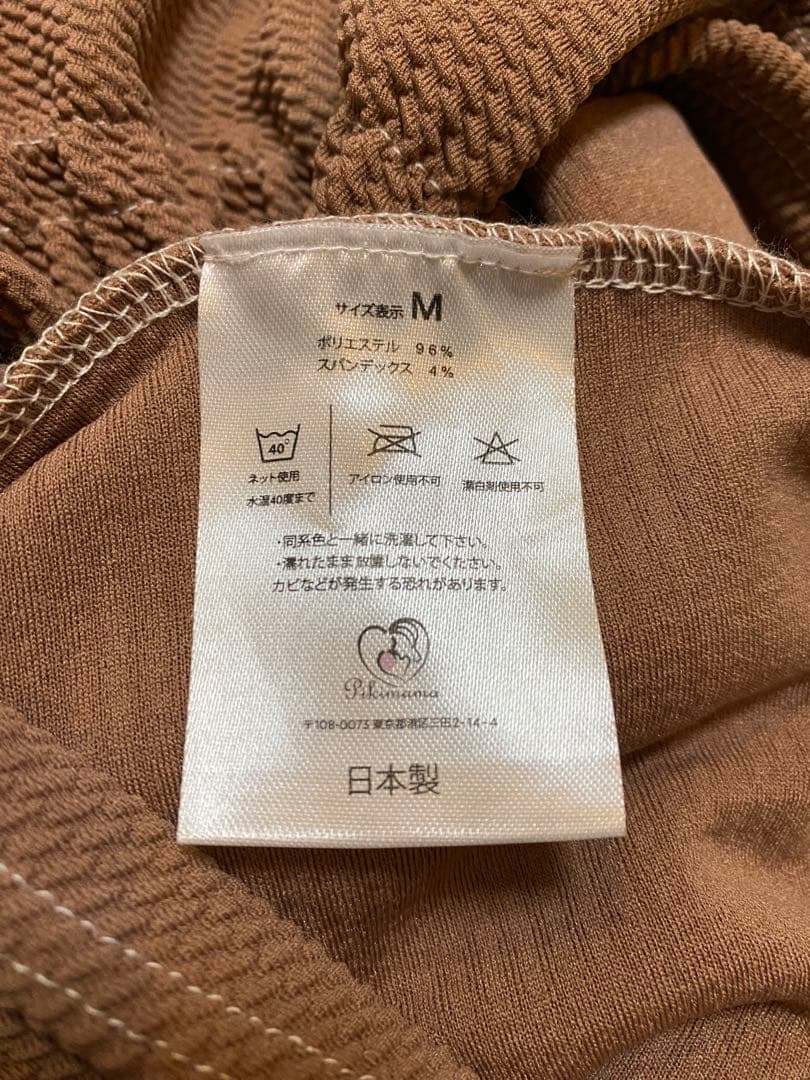 サイズ表示 M
ポリエステル 96%
スパンデックス 4%
40°
ネット使用
水温40度まで
アイロン使用不可
漂白剤使用不可
・同系色と一緒に洗濯して下さい。
・濡れたまま放置しないでください。
カビなどが発生する恐れがあります。
Pikimama
〒108-0073 東京都港区三田2-14-4
日本製